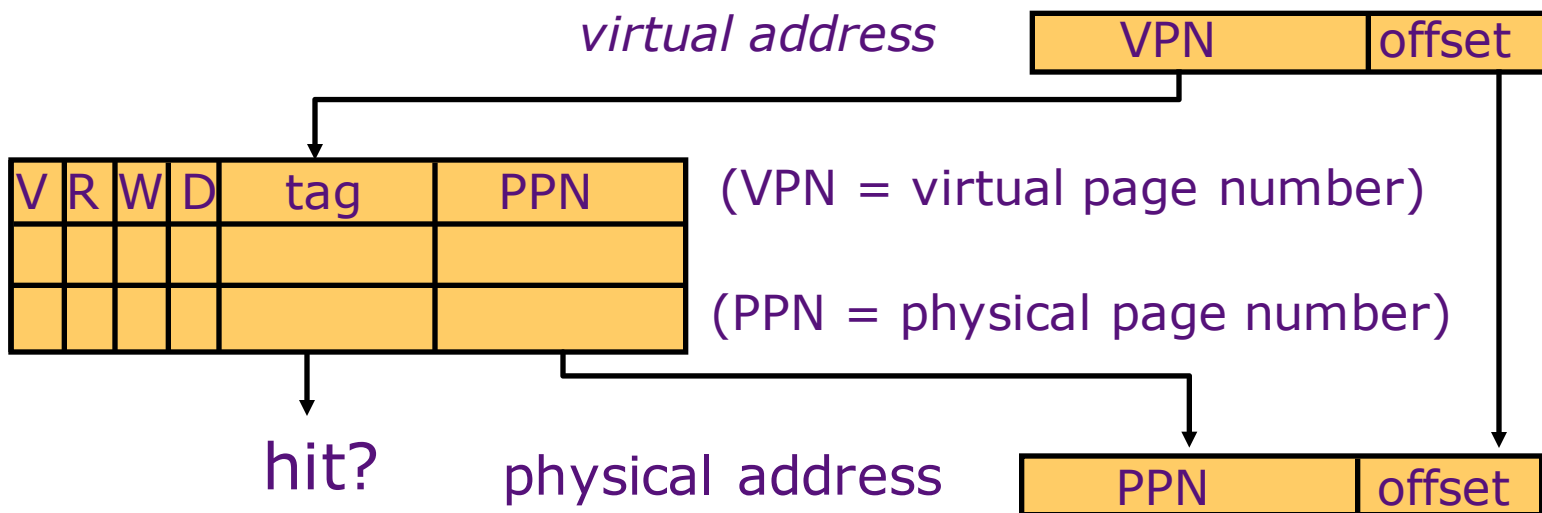 virtual address VPN offset
V R W D tag PPN (VPN = virtual page number)
(PPN = physical page number)
hit? physical address PPN offset